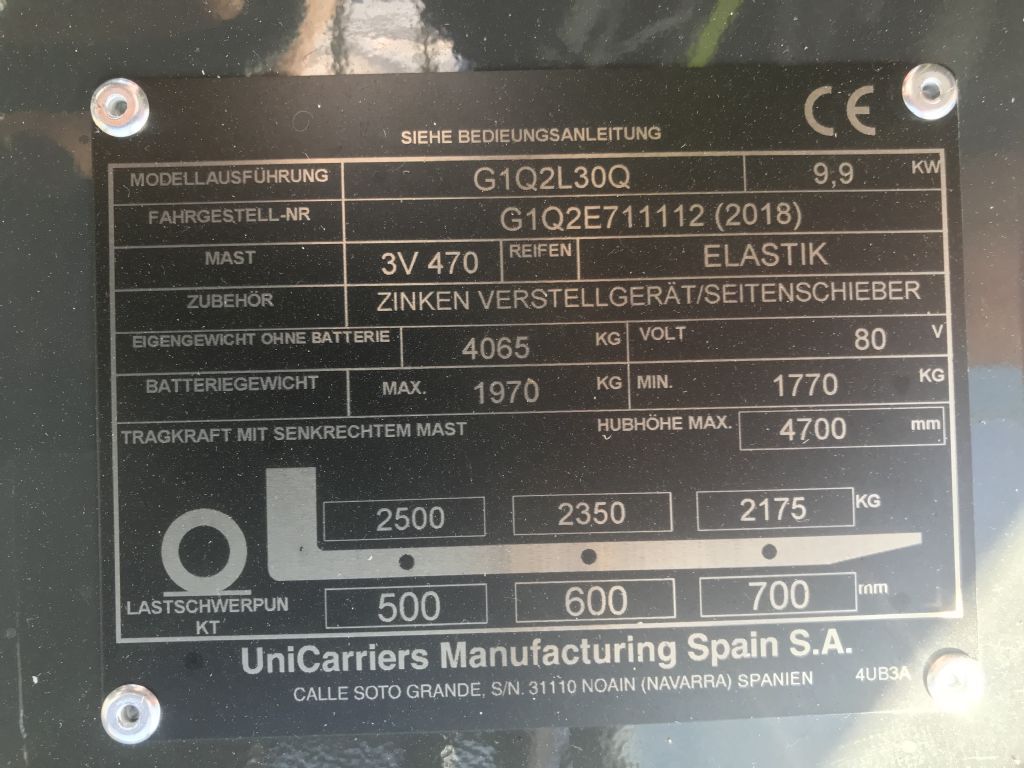 CE
SIEHE BEDIEUNGSANLEITUNG
MODELLAUSFÜHRUNG G1Q2L30Q 9,9 KW
FAHRGESTELL-NR G1Q2E711112 (2018)
MAST 3V 470 REIFEN ELASTIK
ZUBEHÖR ZINKEN VERSTELLGERÄT/SEITENSCHIEBER
EIGENGEWICHT OHNE BATTERIE 4065 KG VOLT 80 V
BATTERIEGEWICHT MAX. 1970 KG MIN. 1770 KG
TRAGKRAFT MIT SENKRECHTEM MAST HUBHÖHE MAX. 4700 mm
2500 2350 2175 KG
500 600 700 mm
LASTSCHWERPUN
KT
UniCarriers Manufacturing Spain S.A.
CALLE SOTO GRANDE, S/N. 31110 NOAIN (NAVARRA) SPANIEN 4UB3A